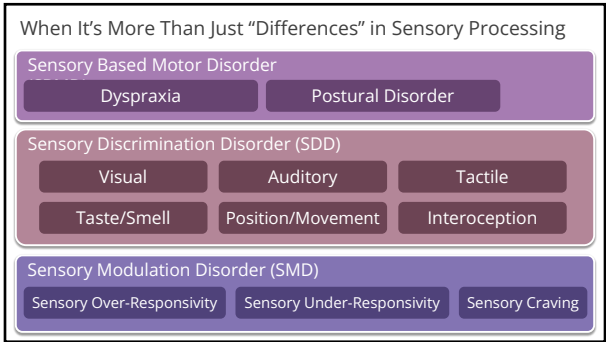 When It's More Than Just “Differences” in Sensory Processing
Sensory Based Motor Disorder
Dyspraxia Postural Disorder
Sensory Discrimination Disorder (SDD)
Visual Auditory Tactile
Taste/Smell Position/Movement Interoception
Sensory Modulation Disorder (SMD)
Sensory Over-Responsivity Sensory Under-Responsivity Sensory Craving